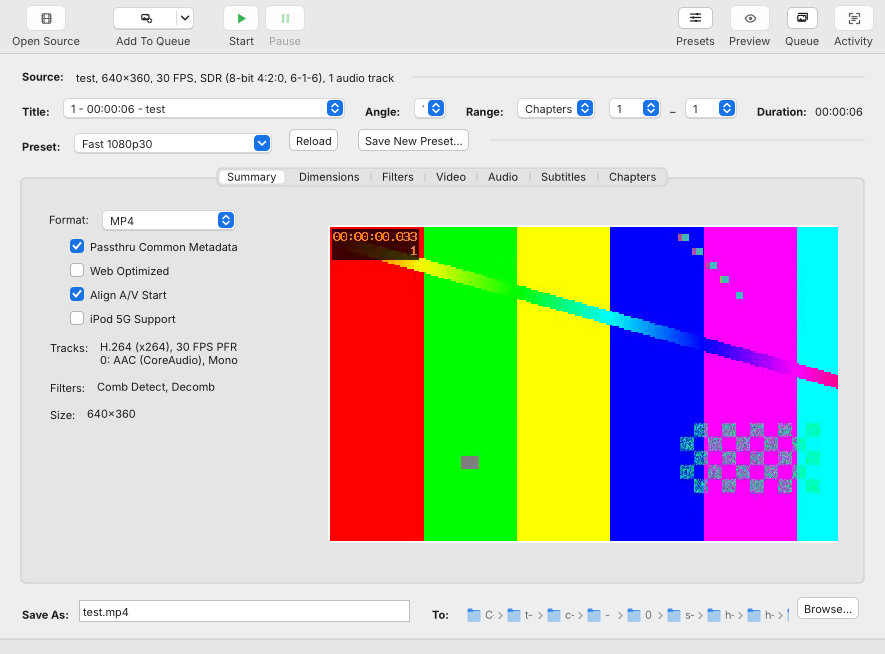 Open Source
Add To Queue
Start
Pause
Presets
Preview
Queue
Activity
Source: test, 640×360, 30 FPS, SDR (8-bit 4:2:0, 6-1-6), 1 audio track
Title: 1 - 00:00:06 - test
Angle:
Range: Chapters 1 – 1
Duration: 00:00:06
Preset: Fast 1080p30
Reload
Save New Preset...
Summary
Dimensions
Filters
Video
Audio
Subtitles
Chapters
Format: MP4
Passthru Common Metadata
Web Optimized
Align A/V Start
iPod 5G Support
Tracks: H.264 (x264), 30 FPS PFR
0: AAC (CoreAudio), Mono
Filters: Comb Detect, Decomb
Size: 640×360
00:00:00.033
1
Save As: test.mp4
To: t- c- - 0 s- h- h-
Browse...